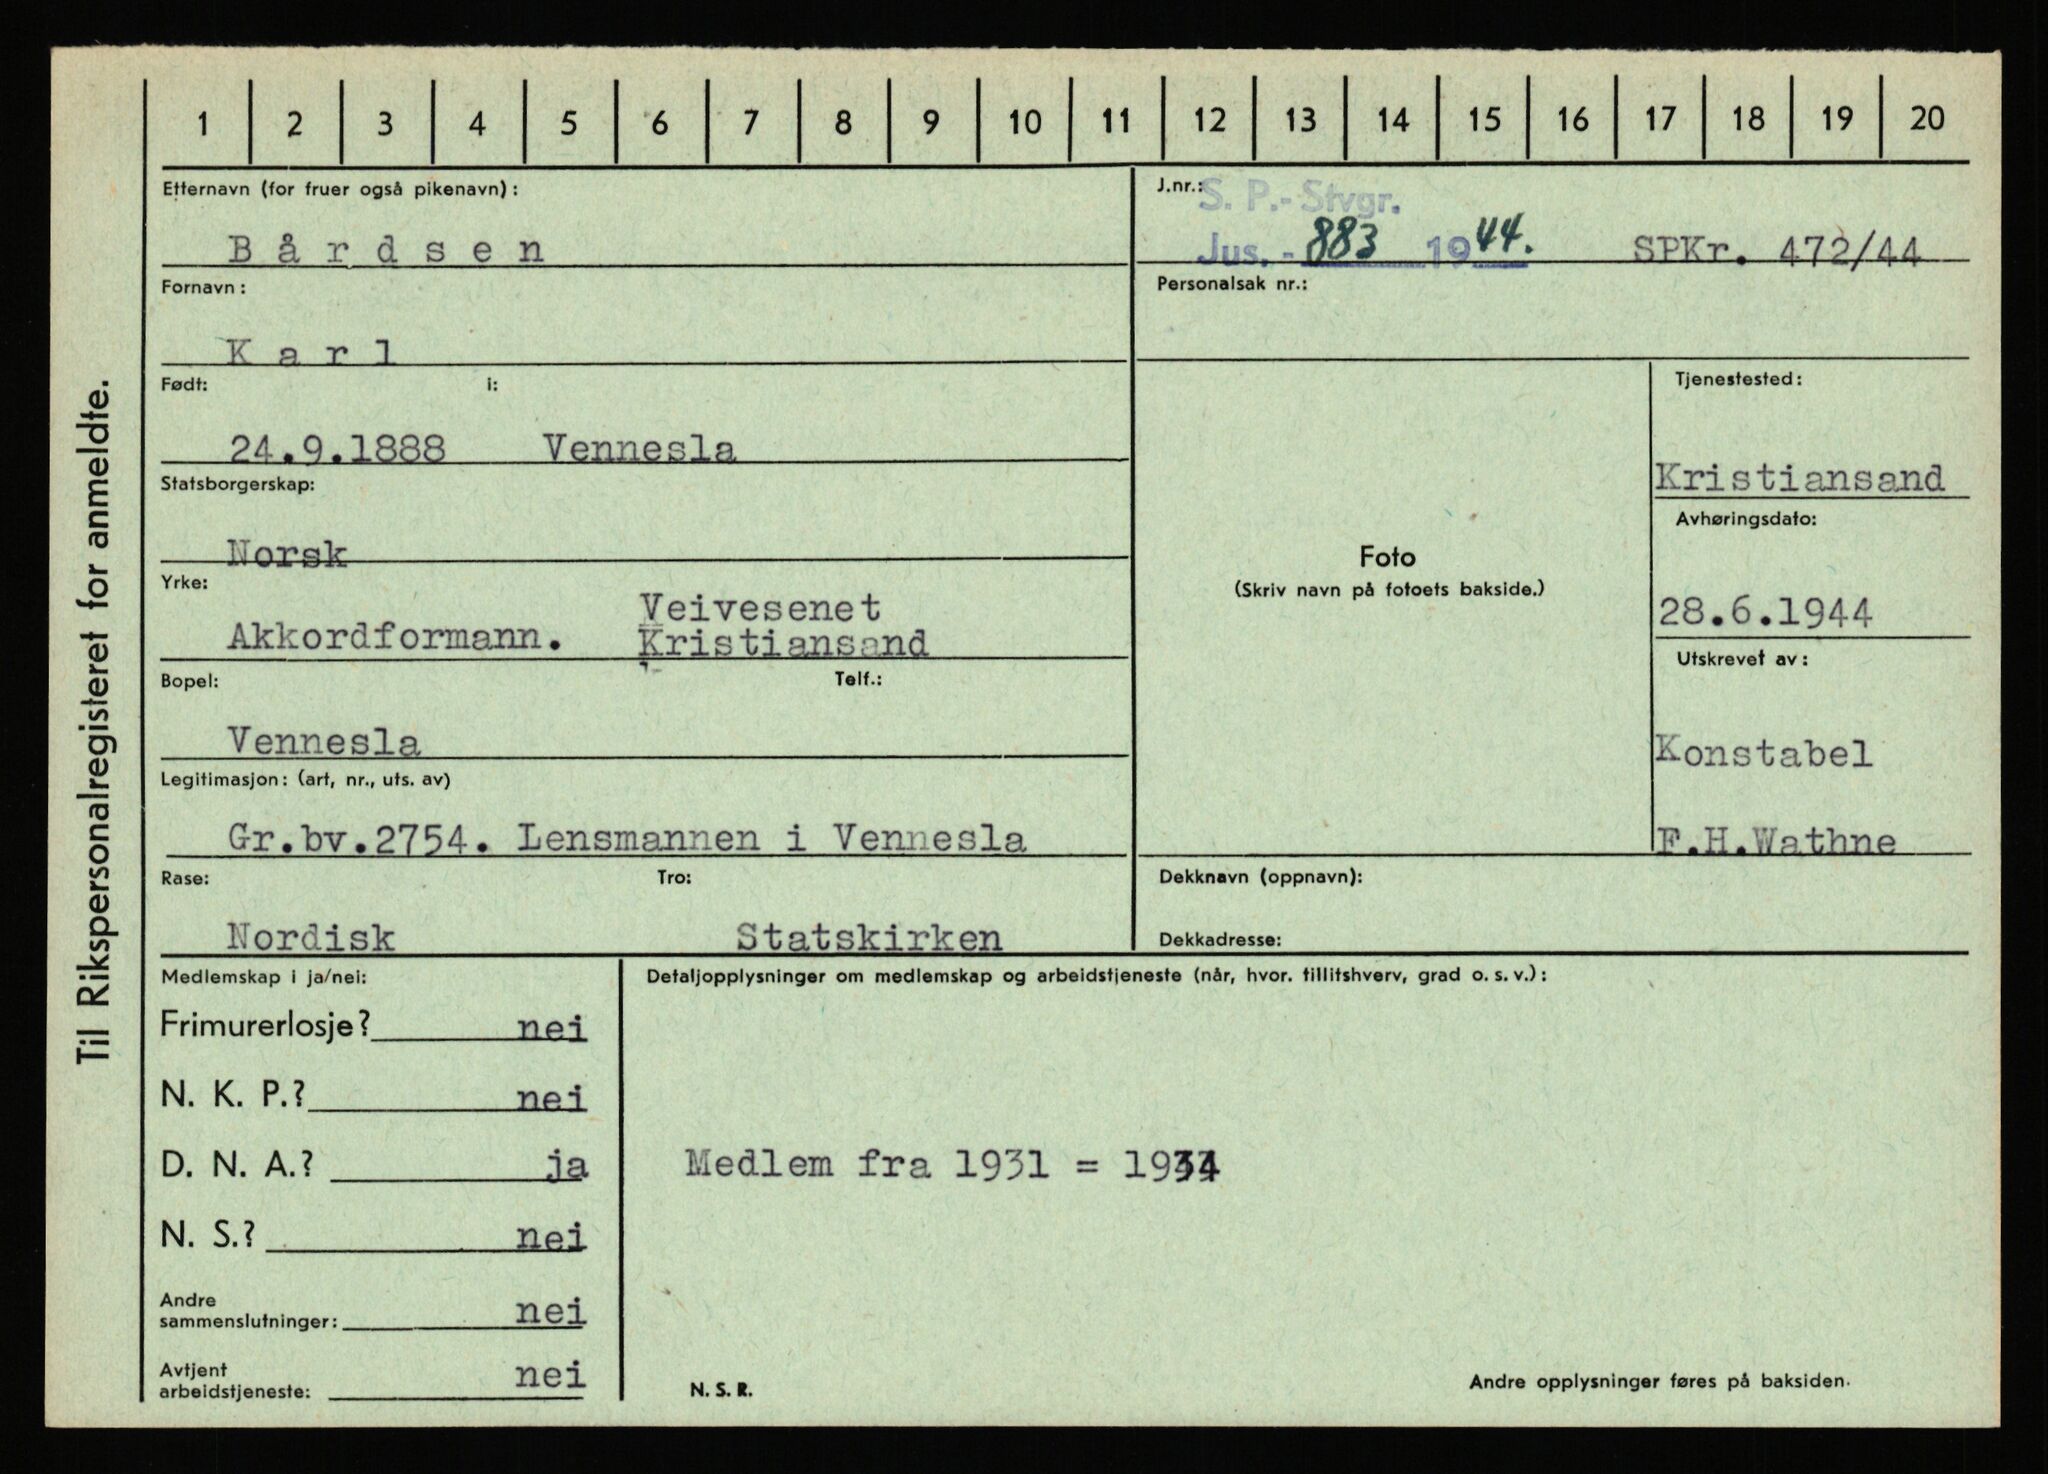 Til Rikspersonalregisteret for anmeldte.
1 2 3 4 5 6 7 8 9 10 11 12 13 14 15 16 17 18 19 20
Etternavn (for fruer også pikenavn):
Bårdsen
Fornavn:
Karl
Født: i:
24.9.1888 Vennesla
Statsborgerskap:
Norsk
Yrke:
Veivesenet
Akkordformann. Kristiansand
Bopel: Telf.:
Vennesla
Legitimasjon: (art, nr., uts. av)
Gr.bv.2754. Lensmannen i Vennesla
Rase: Tro:
Nordisk Statskirken
J.nr.: S. P.- Stvgr.
Jus. - 883 1944. SPKr. 472/44
Personalsak nr.:
Foto
(Skriv navn på fotoets bakside.)
Tjenestested:
Kristiansand
Avhøringsdato:
28.6.1944
Utskrevet av:
Konstabel
F.H.Wathne
Dekknavn (oppnavn):
Dekkadresse:
Medlemskap i ja/nei:
Frimurerlosje? nei
N. K. P.? nei
D. N. A.? ja
N. S.? nei
Andre
sammenslutninger: nei
Avtjent
arbeidstjeneste: nei
Detaljopplysninger om medlemskap og arbeidstjeneste (når, hvor. tillitshverv, grad o. s. v.):
Medlem fra 1931 =
N. S. R.
Andre opplysninger føres på baksiden.